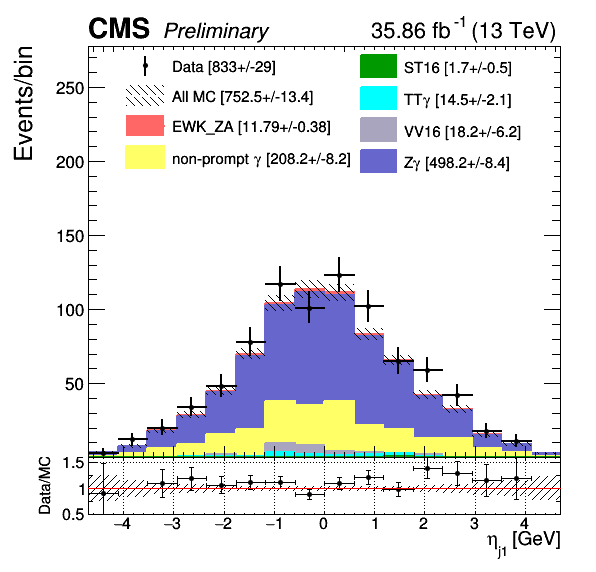 CMS Preliminary 35.86 fb⁻¹ (13 TeV)
Events/bin
Data [833+/-29]
All MC [752.5+/-13.4]
EWK_ZA [11.79+/-0.38]
non-prompt γ [208.2+/-8.2]
ST16 [1.7+/-0.5]
TTγ [14.5+/-2.1]
VV16 [18.2+/-6.2]
Zγ [498.2+/-8.4]
250
200
150
100
50
Data/MC
1.5
1
0.5
−4 −3 −2 −1 0 1 2 3 4
η_j1 [GeV]